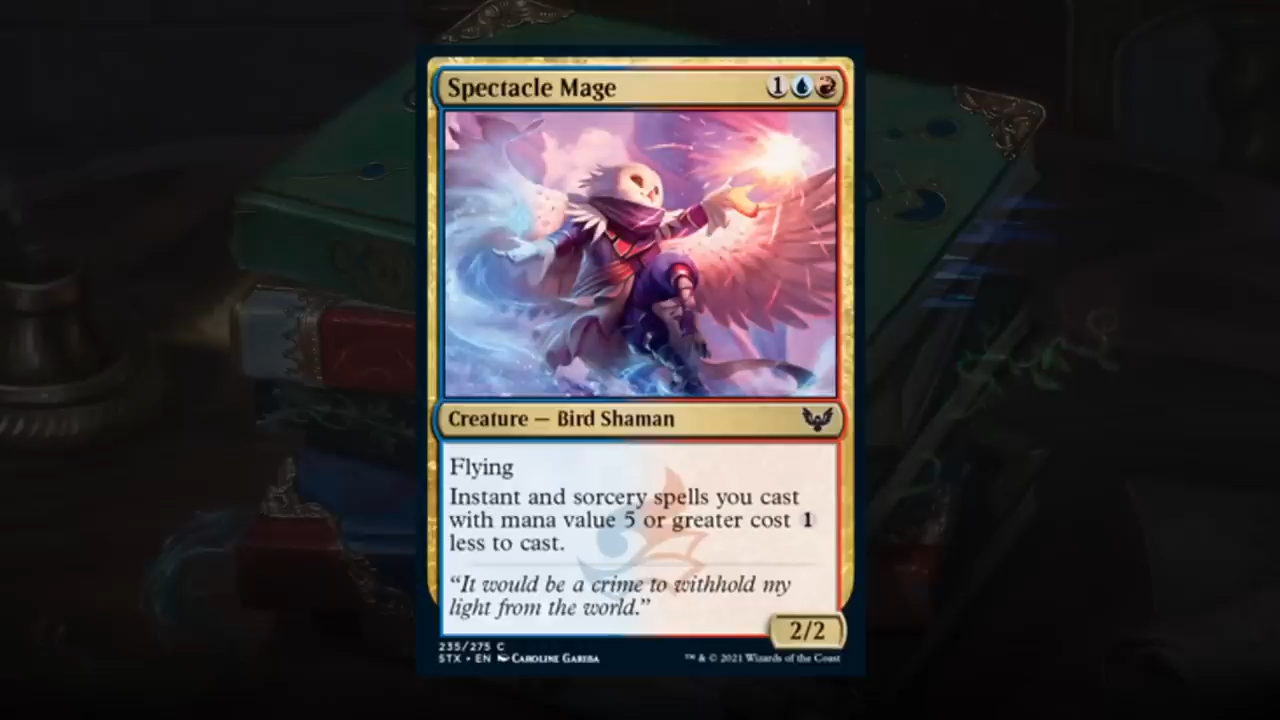 Spectacle Mage 1
Creature — Bird Shaman
Flying
Instant and sorcery spells you cast
with mana value 5 or greater cost 1
less to cast.
“It would be a crime to withhold my
light from the world.”
2/2
235/275 C
STX • EN Caroline Gariba
™ & © 2021 Wizards of the Coast